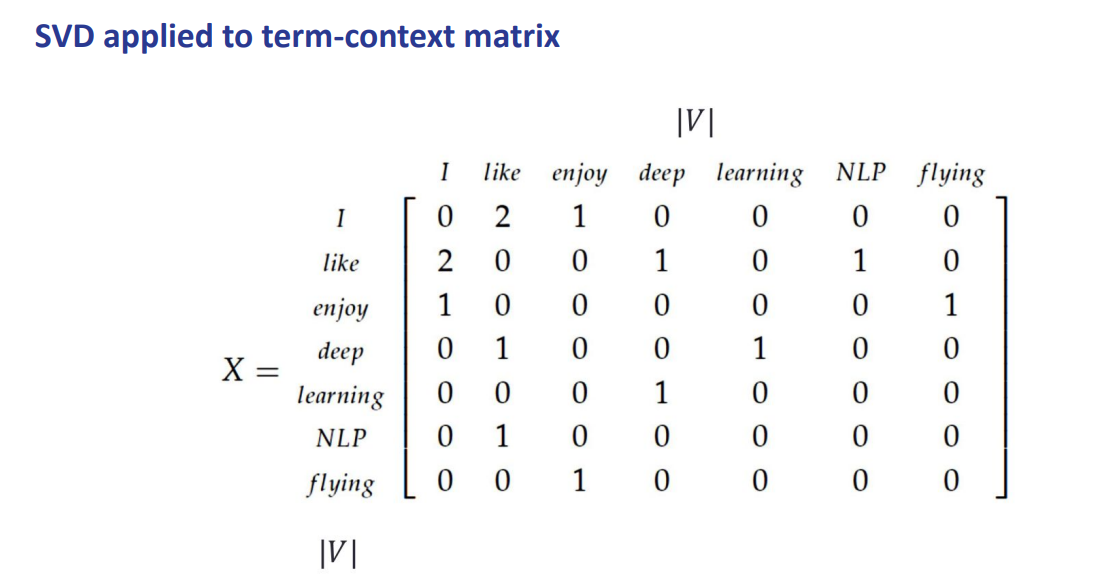 SVD applied to term-context matrix
|V|
I like enjoy deep learning NLP flying
I 0 2 1 0 0 0 0
like 2 0 0 1 0 1 0
enjoy 1 0 0 0 0 0 1
deep 0 1 0 0 1 0 0
X =
learning 0 0 0 1 0 0 0
NLP 0 1 0 0 0 0 0
flying 0 0 1 0 0 0 0
|V|